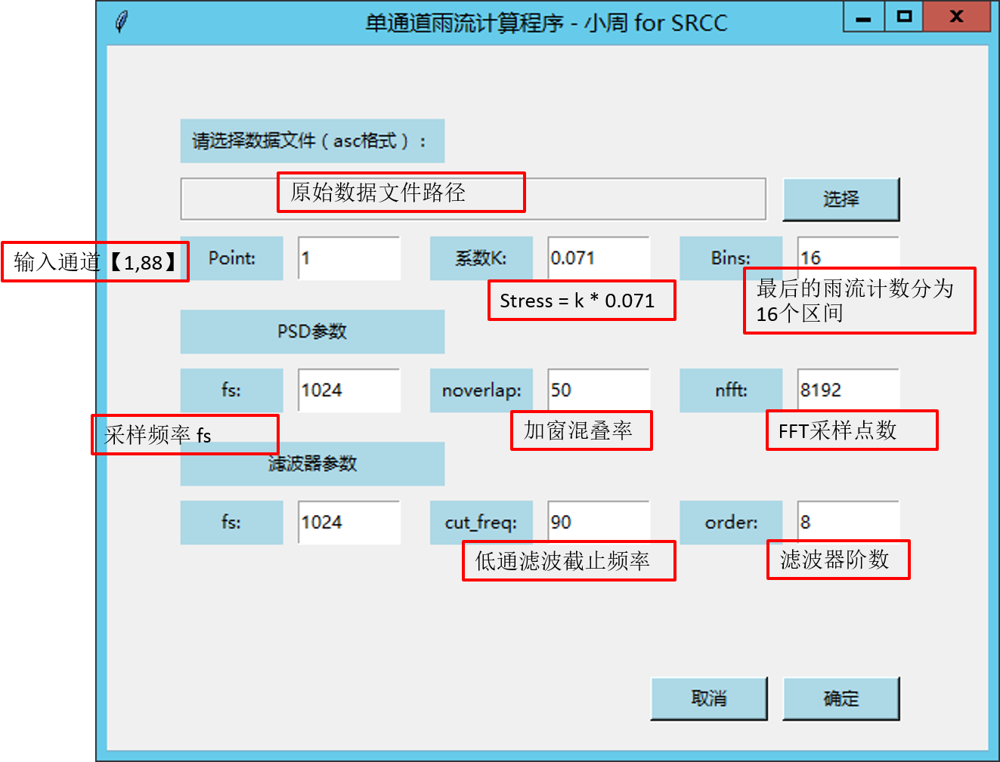 单通道雨流计算程序 - 小周 for SRCC
请选择数据文件（asc格式）：
原始数据文件路径
选择
输入通道【1,88】
Point:
1
系数K:
0.071
Bins:
16
Stress = k * 0.071
最后的雨流计数分为
16个区间
PSD参数
fs:
1024
noverlap:
50
nfft:
8192
采样频率 fs
加窗混叠率
FFT采样点数
滤波器参数
fs:
1024
cut_freq:
90
order:
8
低通滤波截止频率
滤波器阶数
取消
确定